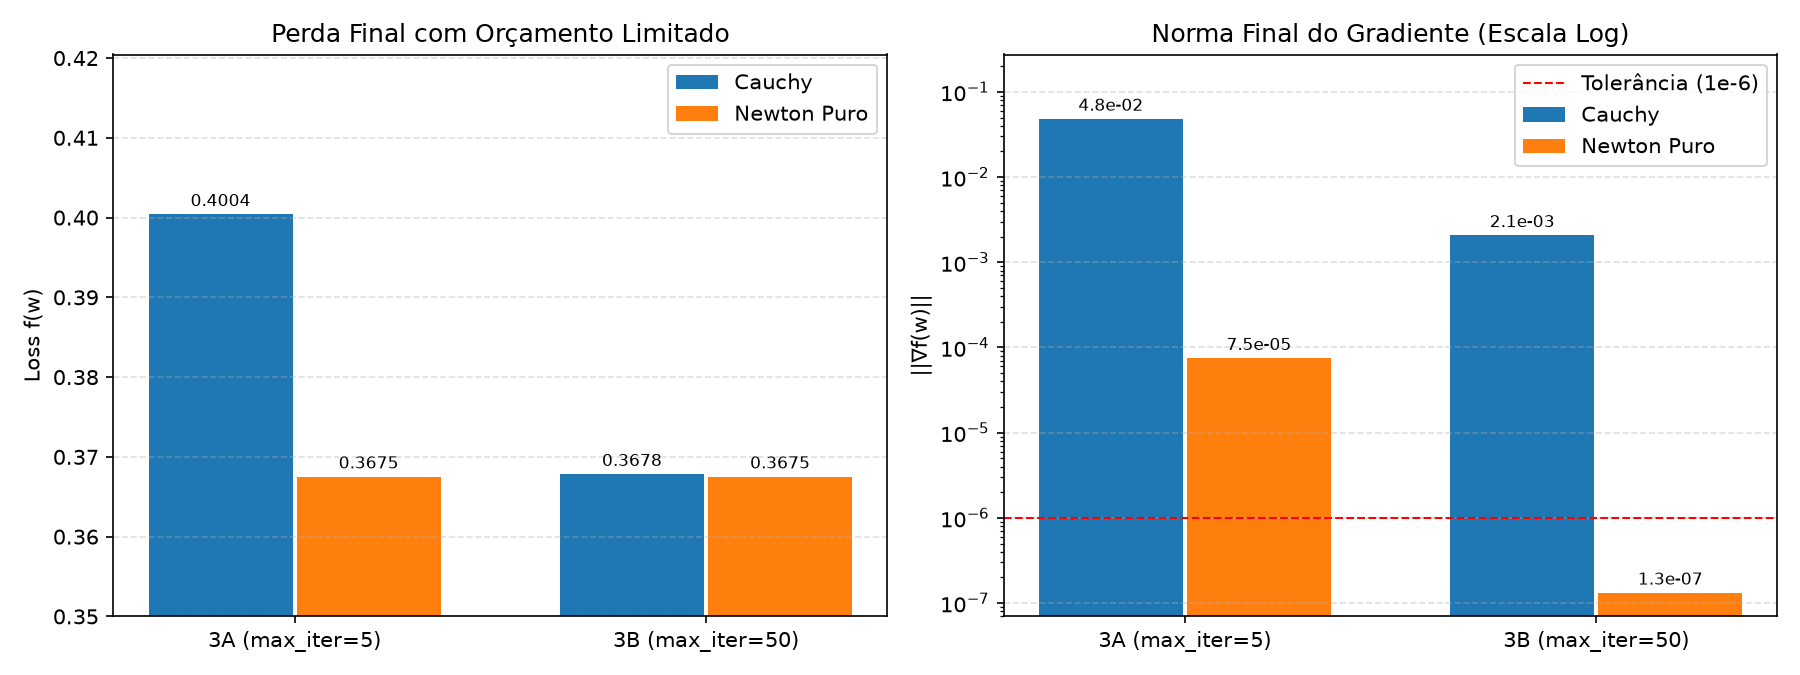 Perda Final com Orçamento Limitado
Loss f(w)
0.42
0.41
0.40
0.39
0.38
0.37
0.36
0.35
Cauchy
Newton Puro
0.4004
0.3675
0.3678
0.3675
3A (max_iter=5)
3B (max_iter=50)
Norma Final do Gradiente (Escala Log)
||∇f(w)||
10⁻¹
10⁻²
10⁻³
10⁻⁴
10⁻⁵
10⁻⁶
10⁻⁷
Tolerância (1e-6)
Cauchy
Newton Puro
4.8e-02
7.5e-05
2.1e-03
1.3e-07
3A (max_iter=5)
3B (max_iter=50)